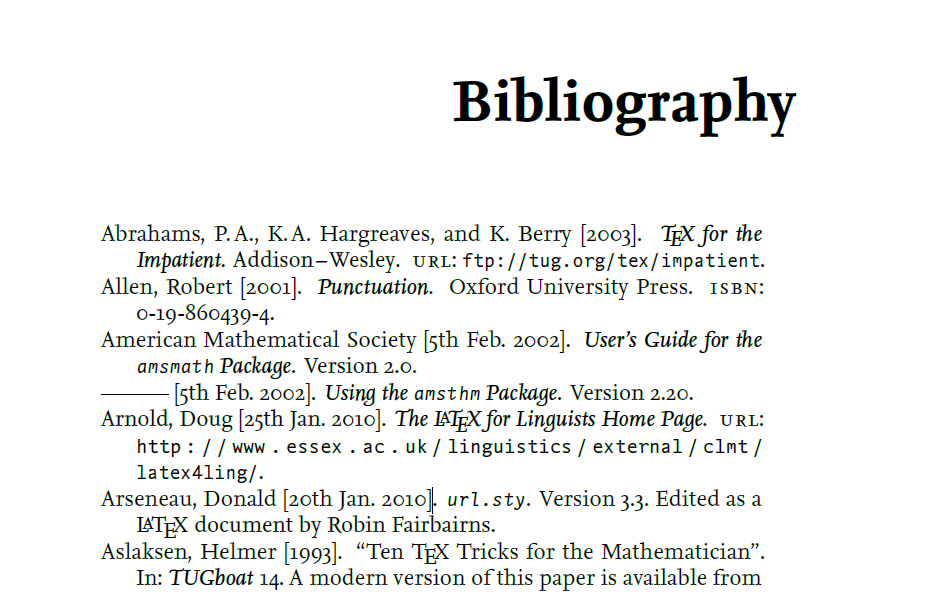 Bibliography
Abrahams, P. A., K. A. Hargreaves, and K. Berry [2003]. TEX for the
Impatient. Addison–Wesley. URL: ftp://tug.org/tex/impatient.
Allen, Robert [2001]. Punctuation. Oxford University Press. ISBN:
0-19-860439-4.
American Mathematical Society [5th Feb. 2002]. User's Guide for the
amsmath Package. Version 2.0.
——— [5th Feb. 2002]. Using the amsthm Package. Version 2.20.
Arnold, Doug [25th Jan. 2010]. The LATEX for Linguists Home Page. URL:
http://www.essex.ac.uk/linguistics/external/clmt/
latex4ling/.
Arseneau, Donald [20th Jan. 2010]. url.sty. Version 3.3. Edited as a
LATEX document by Robin Fairbairns.
Aslaksen, Helmer [1993]. “Ten TEX Tricks for the Mathematician”.
In: TUGboat 14. A modern version of this paper is available from